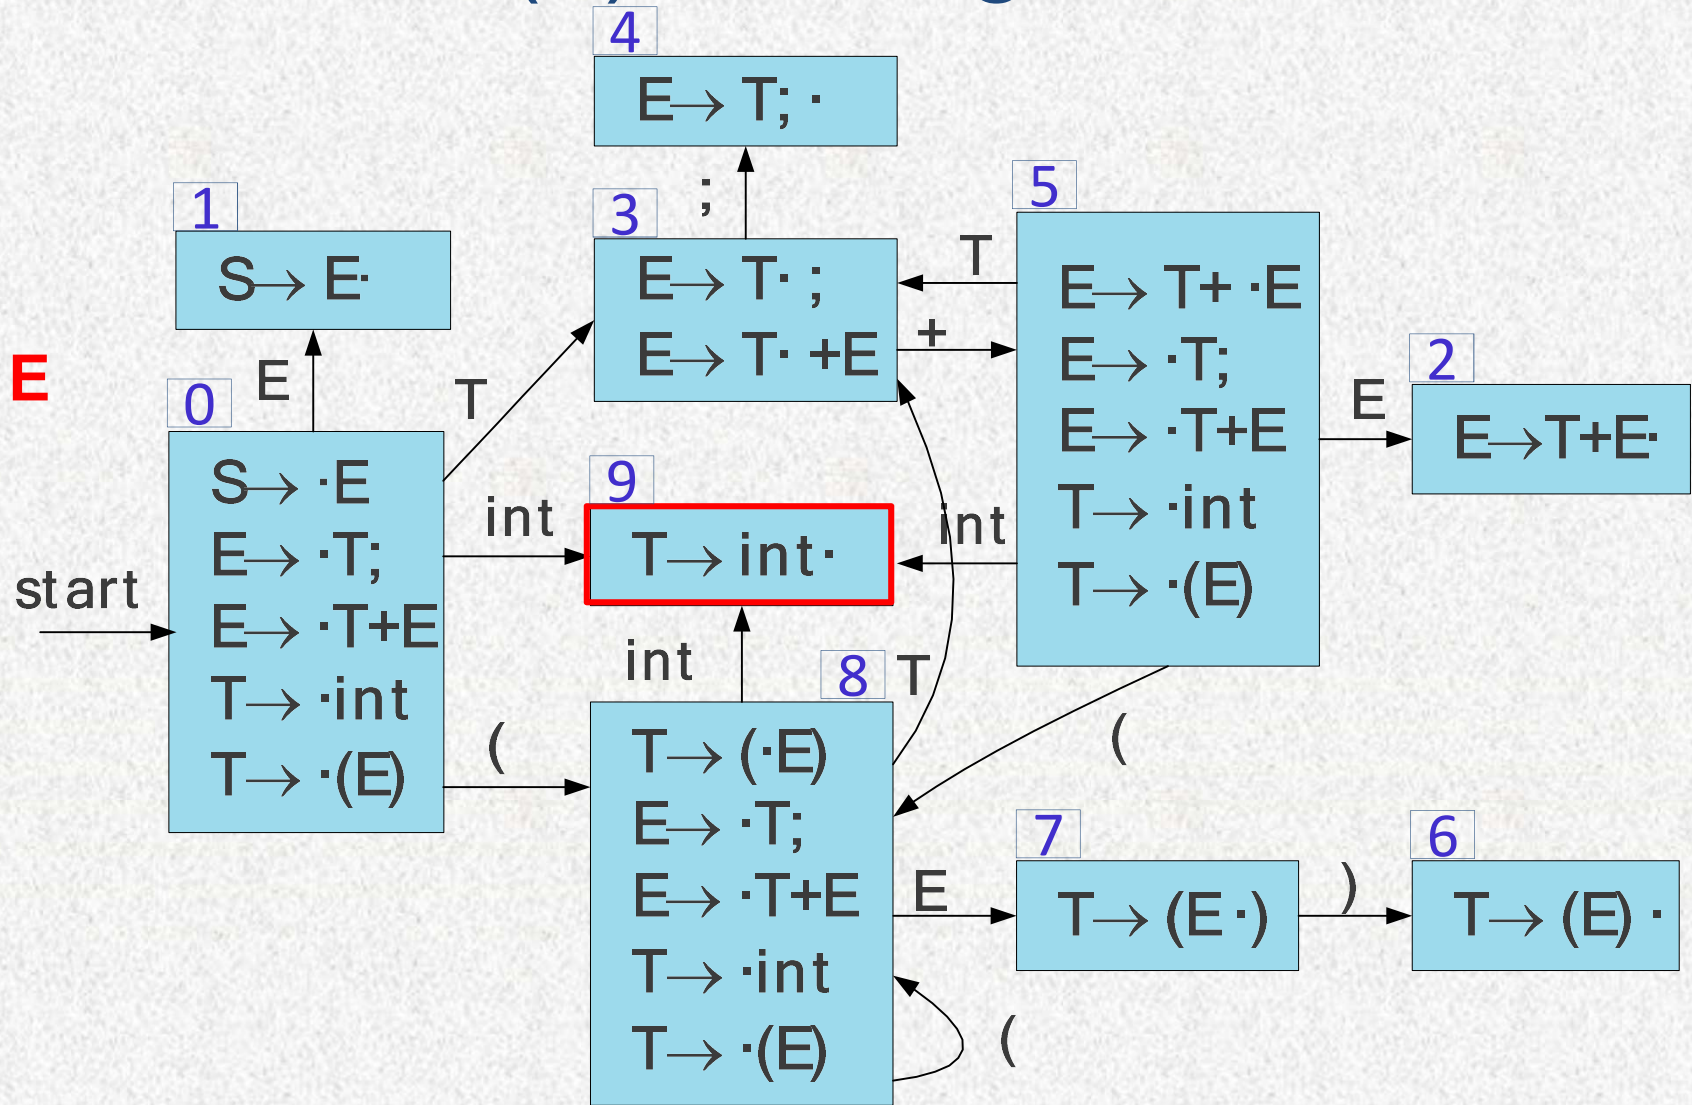 4
E→ T; ·
;
1
S→ E·
3
E→ T· ;
E→ T· +E
T
+
5
E→ T+ ·E
E→ ·T;
E→ ·T+E
T→ ·int
T→ ·(E)
E
2
E→T+E·
E
E
T
0
S→ ·E
E→ ·T;
E→ ·T+E
T→ ·int
T→ ·(E)
start
int
9
T→ int·
int
int
(
8
T
T→ (·E)
E→ ·T;
E→ ·T+E
T→ ·int
T→ ·(E)
(
E
7
T→ (E·)
)
6
T→ (E) ·
(